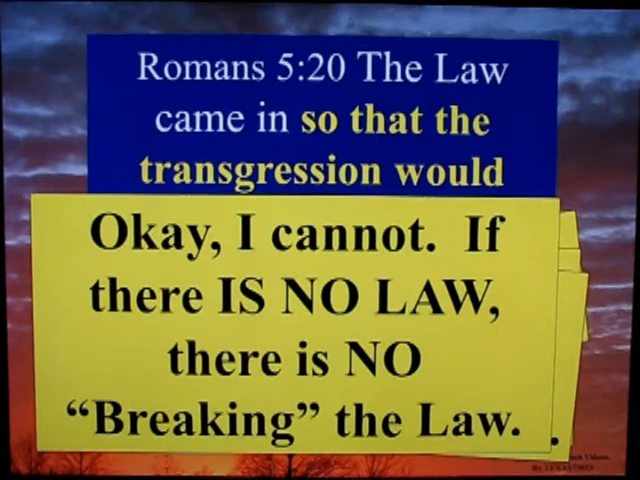 Romans 5:20 The Law
came in so that the
transgression would
Okay, I cannot. If
there IS NO LAW,
there is NO
“Breaking” the Law.
.